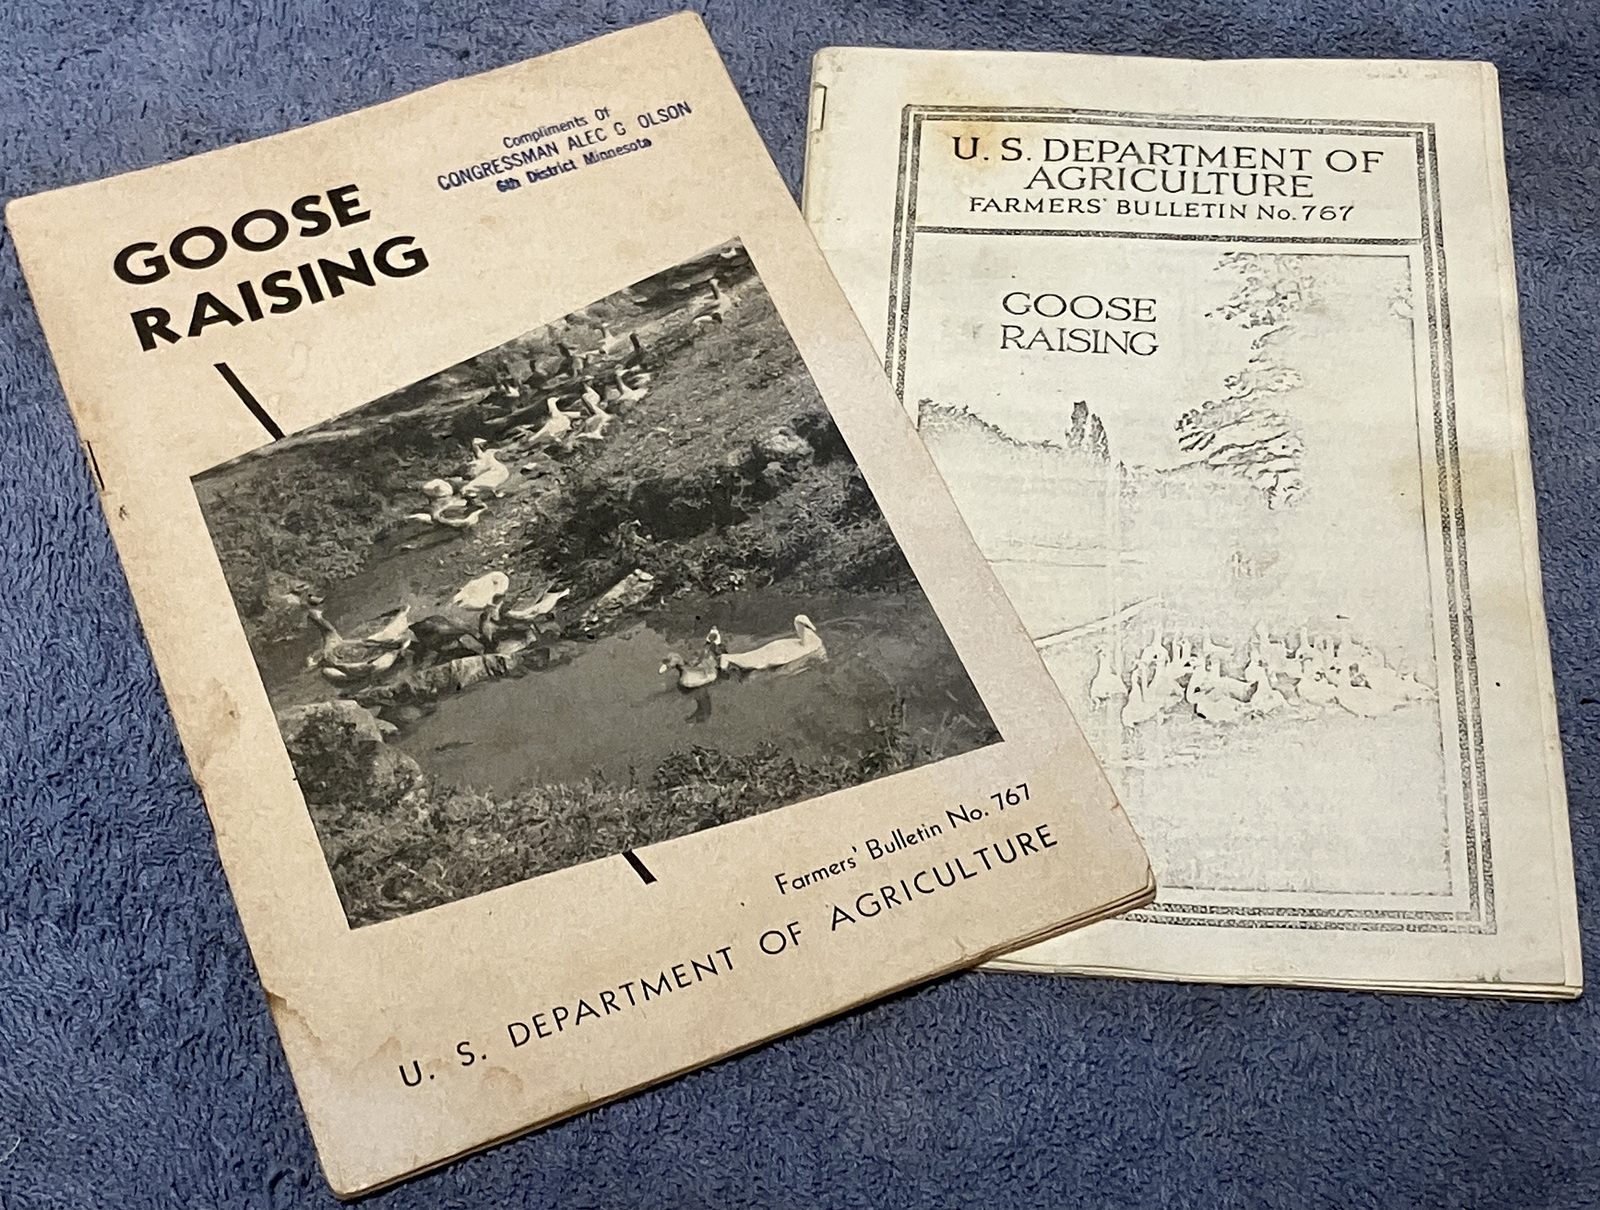 Compliments Of
CONGRESSMAN ALEC G OLSON
6th District Minnesota
GOOSE
RAISING
Farmers' Bulletin No. 767
U. S. DEPARTMENT OF AGRICULTURE
U. S. DEPARTMENT OF
AGRICULTURE
FARMERS' BULLETIN No. 767
GOOSE
RAISING